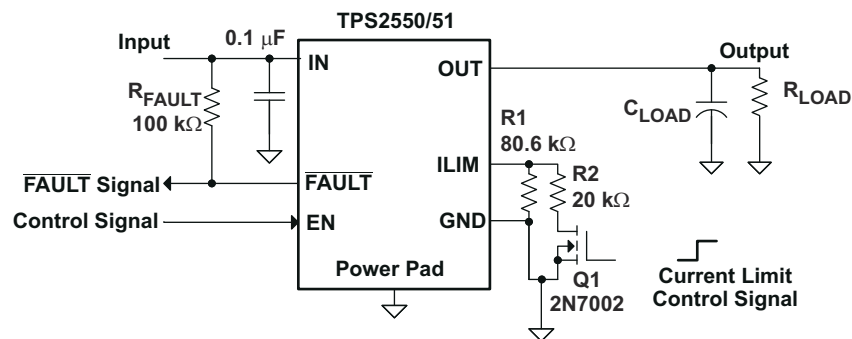 TPS2550/51
Input
0.1 μF
IN
OUT
Output
R_FAULT
100 kΩ
C_LOAD
R_LOAD
R1
80.6 kΩ
ILIM
R2
20 kΩ
FAULT Signal
FAULT
Control Signal
EN
GND
Power Pad
Q1
2N7002
Current Limit
Control Signal